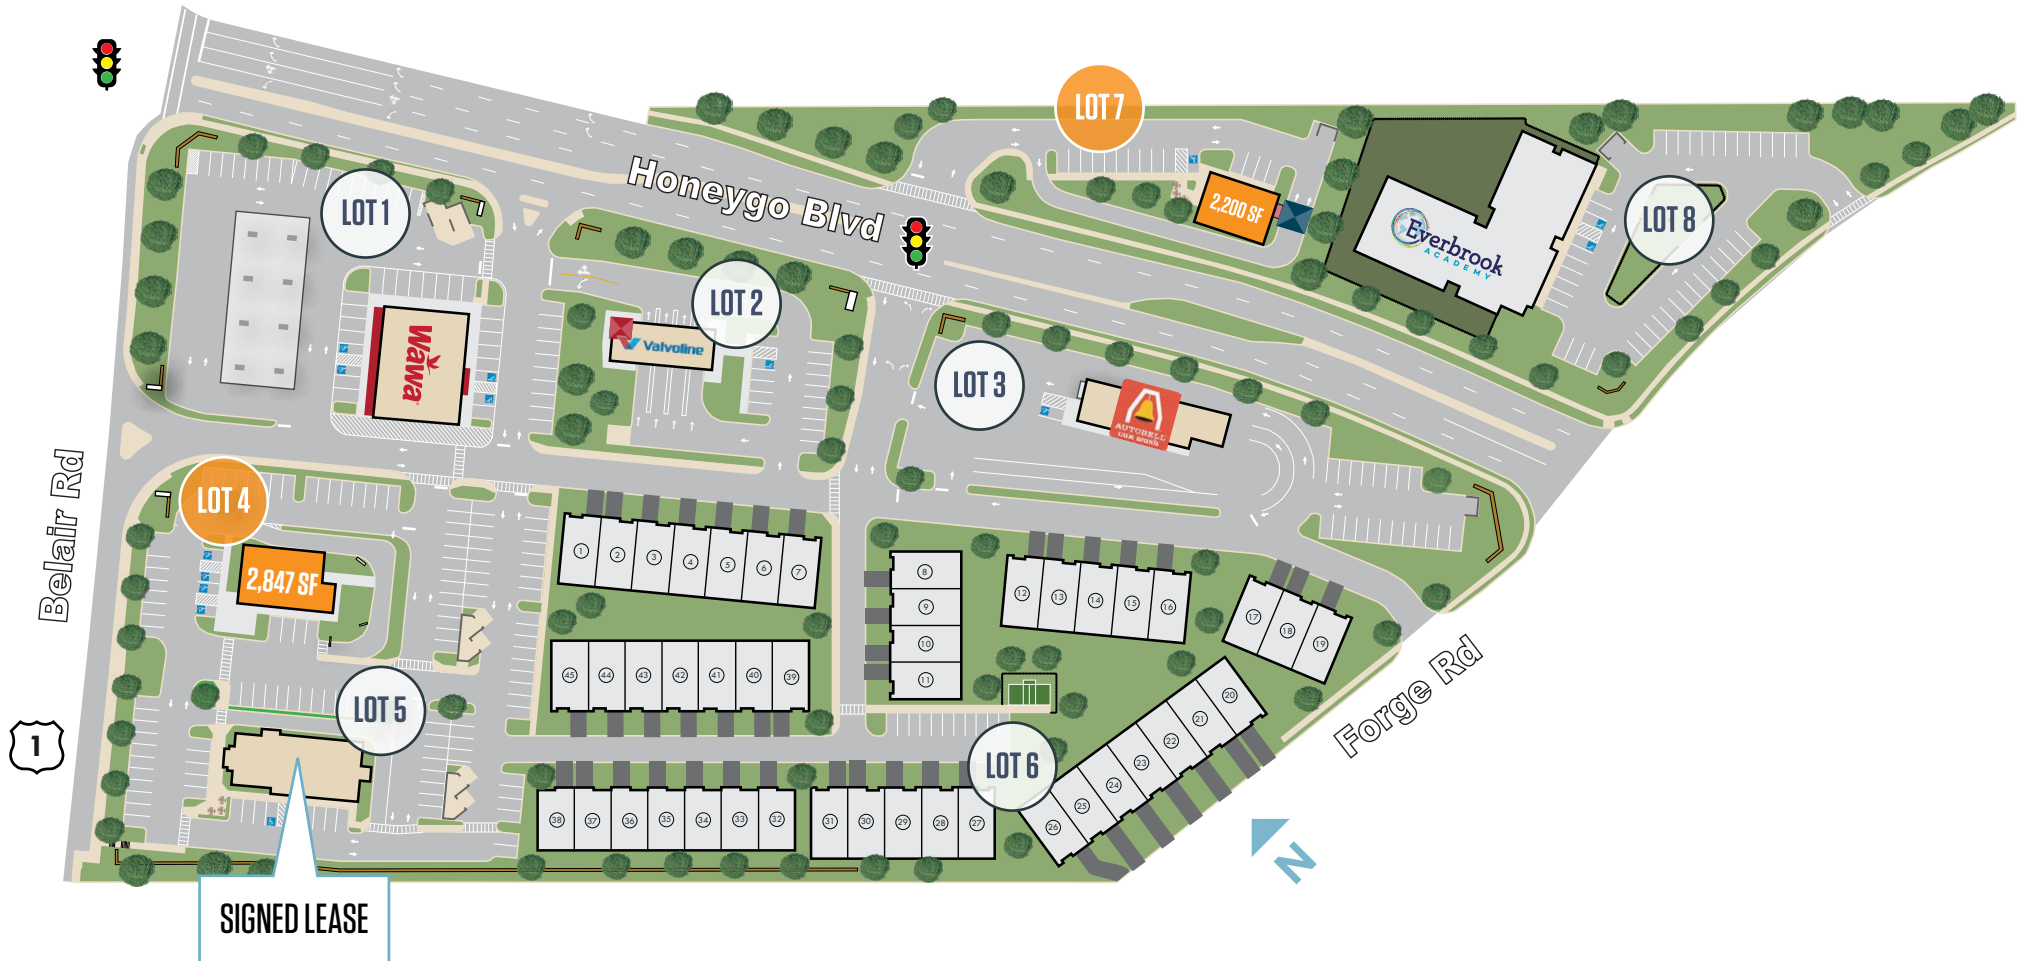 LOT 7
Honeygo Blvd
2,200 SF
LOT 1
LOT 8
Everbrook
ACADEMY
LOT 2
Wawa
Valvoline
LOT 3
AUTOBELL
car wash
Belair Rd
LOT 4
2,847 SF
1
2
3
4
5
6
7
8
9
10
11
12
13
14
15
16
17
18
19
45
44
43
42
41
40
39
20
21
22
23
24
25
26
Forge Rd
LOT 5
LOT 6
1
38
37
36
35
34
33
32
31
30
29
28
27
N
SIGNED LEASE